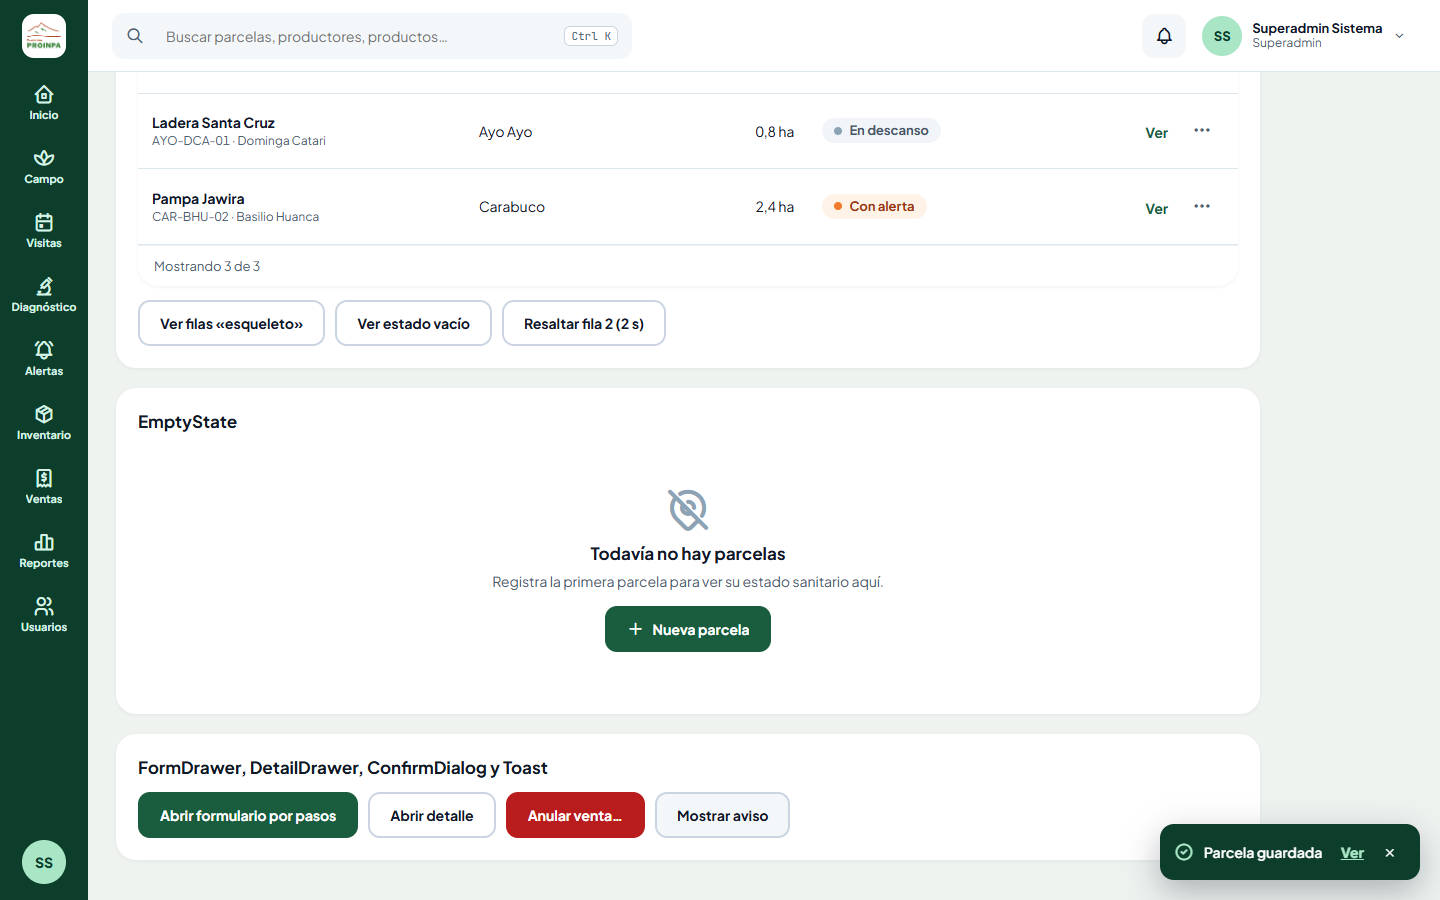 PROINPA
Buscar parcelas, productores, productos...
Ctrl K
SS
Superadmin Sistema
Superadmin
Inicio
Campo
Visitas
Diagnóstico
Alertas
Inventario
Ventas
Reportes
Usuarios
SS
Ladera Santa Cruz
AYO-DCA-01 · Dominga Catari
Ayo Ayo
0,8 ha
En descanso
Ver
Pampa Jawira
CAR-BHU-02 · Basilio Huanca
Carabuco
2,4 ha
Con alerta
Ver
Mostrando 3 de 3
Ver filas «esqueleto»
Ver estado vacío
Resaltar fila 2 (2 s)
EmptyState
Todavía no hay parcelas
Registra la primera parcela para ver su estado sanitario aquí.
Nueva parcela
FormDrawer, DetailDrawer, ConfirmDialog y Toast
Abrir formulario por pasos
Abrir detalle
Anular venta...
Mostrar aviso
Parcela guardada
Ver